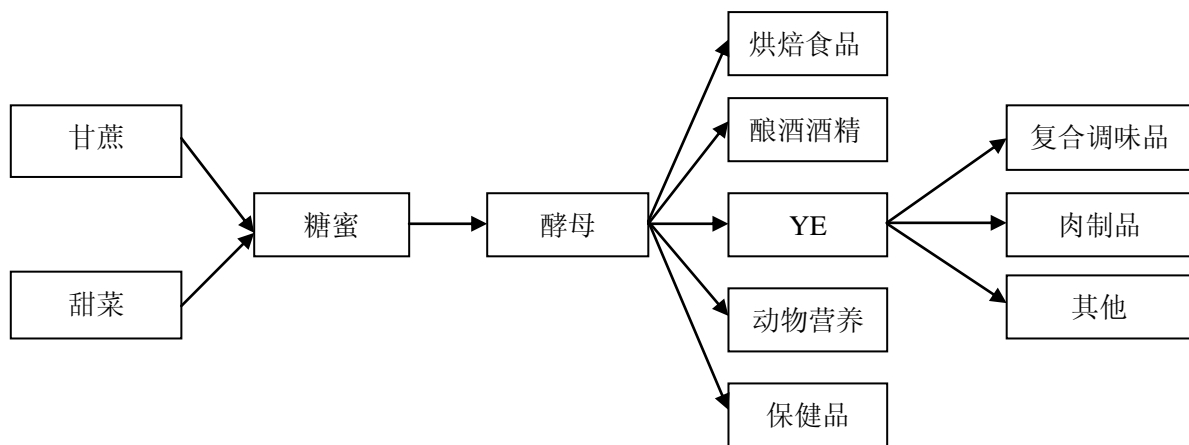 甘蔗
甜菜
糖蜜
酵母
烘焙食品
酿酒酒精
YE
动物营养
保健品
复合调味品
肉制品
其他